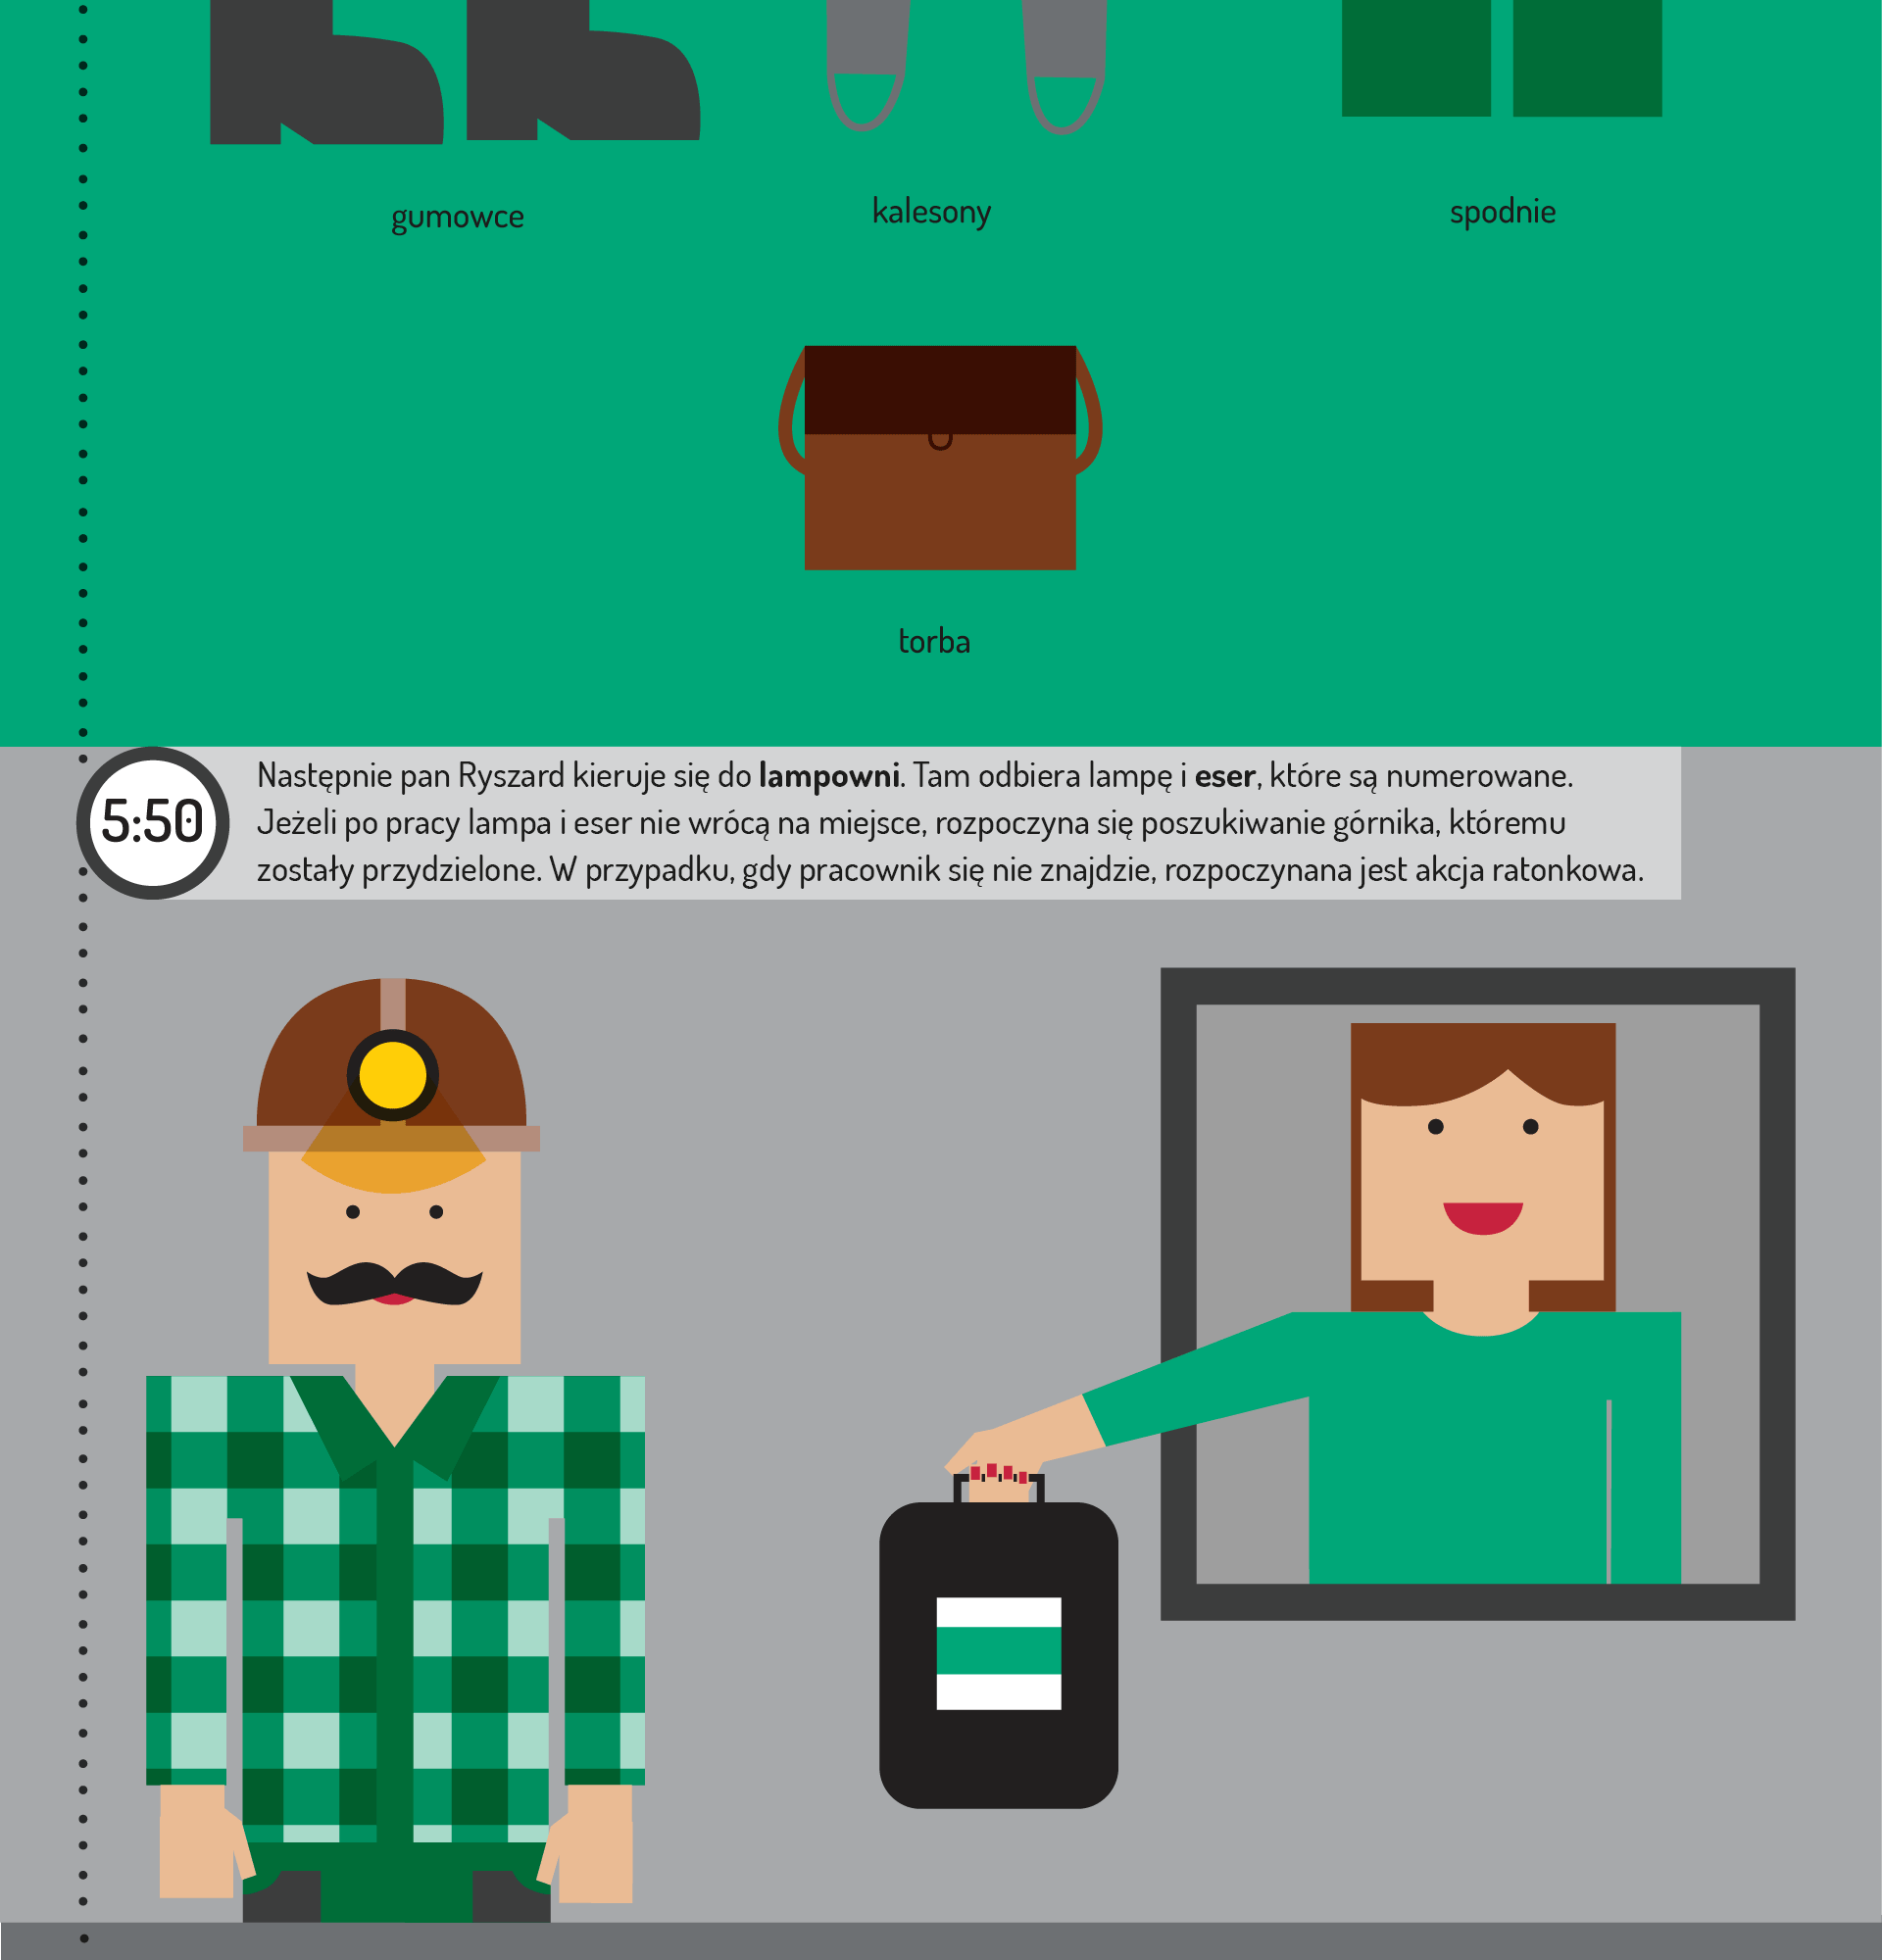 gumowce
kalesony
spodnie
torba
5:50
Następnie pan Ryszard kieruje się do lampowni. Tam odbiera lampę i eser, które są numerowane.
Jeżeli po pracy lampa i eser nie wrócą na miejsce, rozpoczyna się poszukiwanie górnika, któremu
zostały przydzielone. W przypadku, gdy pracownik się nie znajdzie, rozpoczynana jest akcja ratonkowa.